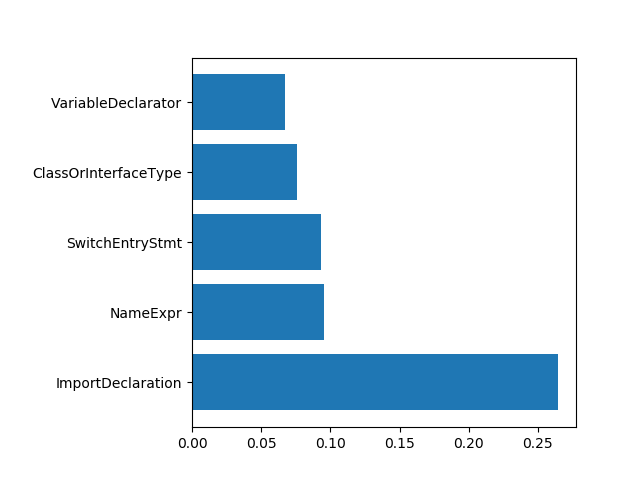 VariableDeclarator
ClassOrInterfaceType
SwitchEntryStmt
NameExpr
ImportDeclaration
0.00 0.05 0.10 0.15 0.20 0.25